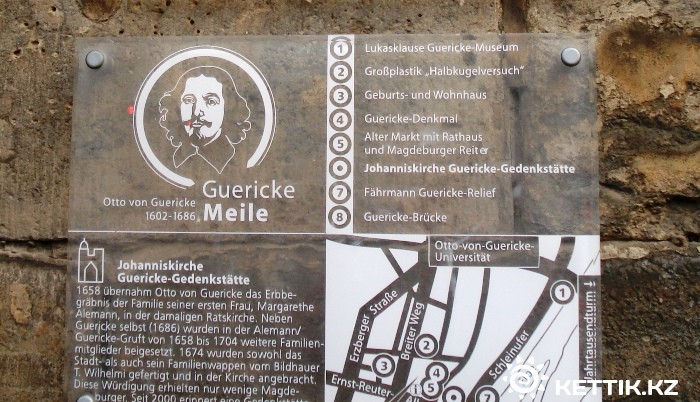 Otto von Guericke
1602-1686
Guericke
Meile
1 Lukasklause Guericke-Museum
2 Großplastik „Halbkugelversuch"
3 Geburts- und Wohnhaus
4 Guericke-Denkmal
5 Alter Markt mit Rathaus
und Magdeburger Reiter
Johanniskirche Guericke-Gedenkstätte
7 Fährmann Guericke-Relief
8 Guericke-Brücke
Johanniskirche
Guericke-Gedenkstätte
1658 übernahm Otto von Guericke das Erbbe-
gräbnis der Familie seiner ersten Frau, Margarethe
Alemann, in der damaligen Ratskirche. Neben
Guericke selbst (1686) wurden in der Alemann/
Guericke-Gruft von 1658 bis 1704 weitere Familien-
mitglieder beigesetzt. 1674 wurden sowohl das
Stadt- als auch sein Familienwappen vom Bildhauer
T. Wilhelmi gefertigt und in der Kirche angebracht.
Diese Würdigung erhielten nur wenige Magde-
burger. Seit 2000 erinnert eine Gedenkstätte
Otto-von-Guericke-
Universität
Erzberger Straße
Breiter Weg
Schleinufer
Jahrtausendturm
Ernst-Reuter-
1
2
3
4
5
7
KETTIK.KZ